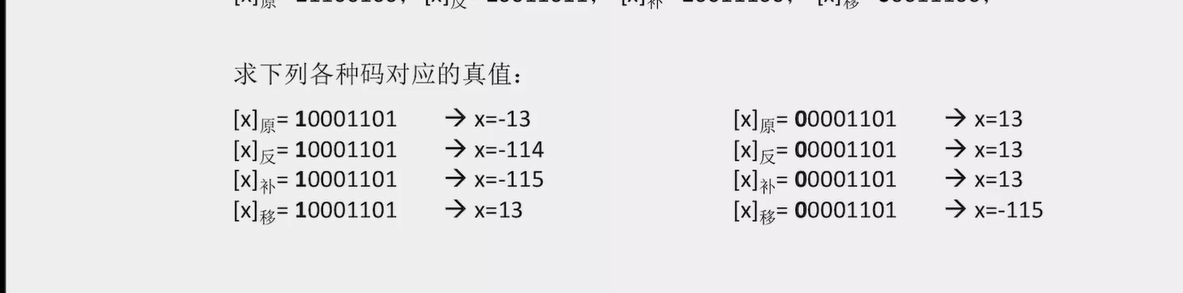 求下列各种码对应的真值：
[x]原= 10001101 → x=-13 [x]原= 00001101 → x=13
[x]反= 10001101 → x=-114 [x]反= 00001101 → x=13
[x]补= 10001101 → x=-115 [x]补= 00001101 → x=13
[x]移= 10001101 → x=13 [x]移= 00001101 → x=-115